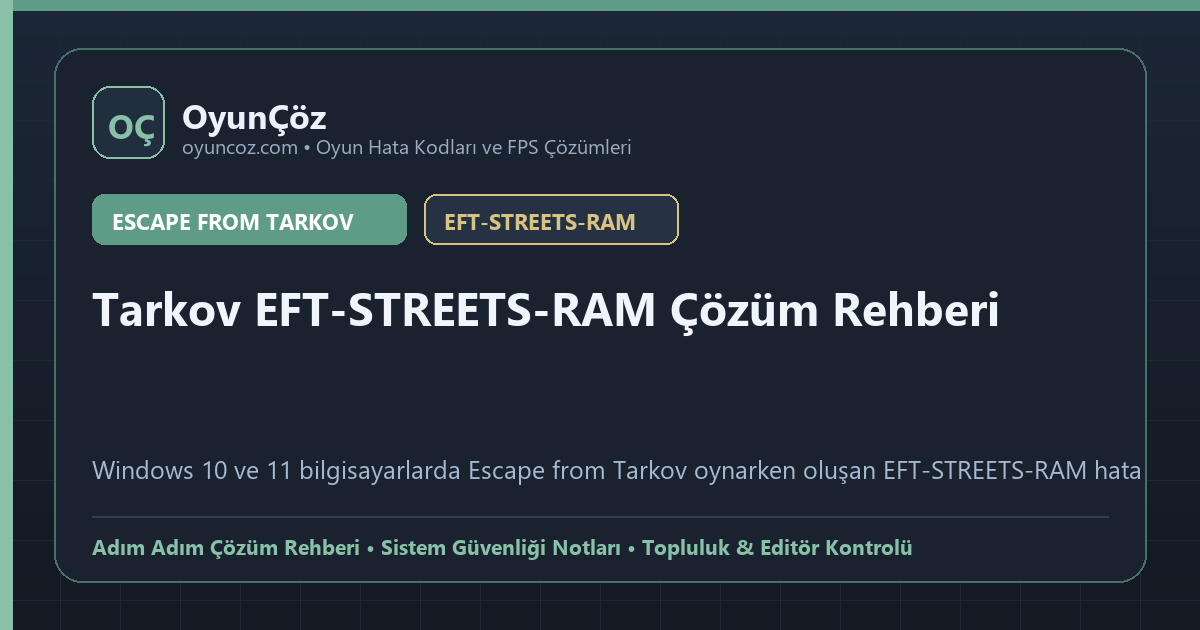 OÇ
OyunÇöz
oyuncoz.com • Oyun Hata Kodları ve FPS Çözümleri
ESCAPE FROM TARKOV
EFT-STREETS-RAM
Tarkov EFT-STREETS-RAM Çözüm Rehberi
Windows 10 ve 11 bilgisayarlarda Escape from Tarkov oynarken oluşan EFT-STREETS-RAM hata
Adım Adım Çözüm Rehberi • Sistem Güvenliği Notları • Topluluk & Editör Kontrolü